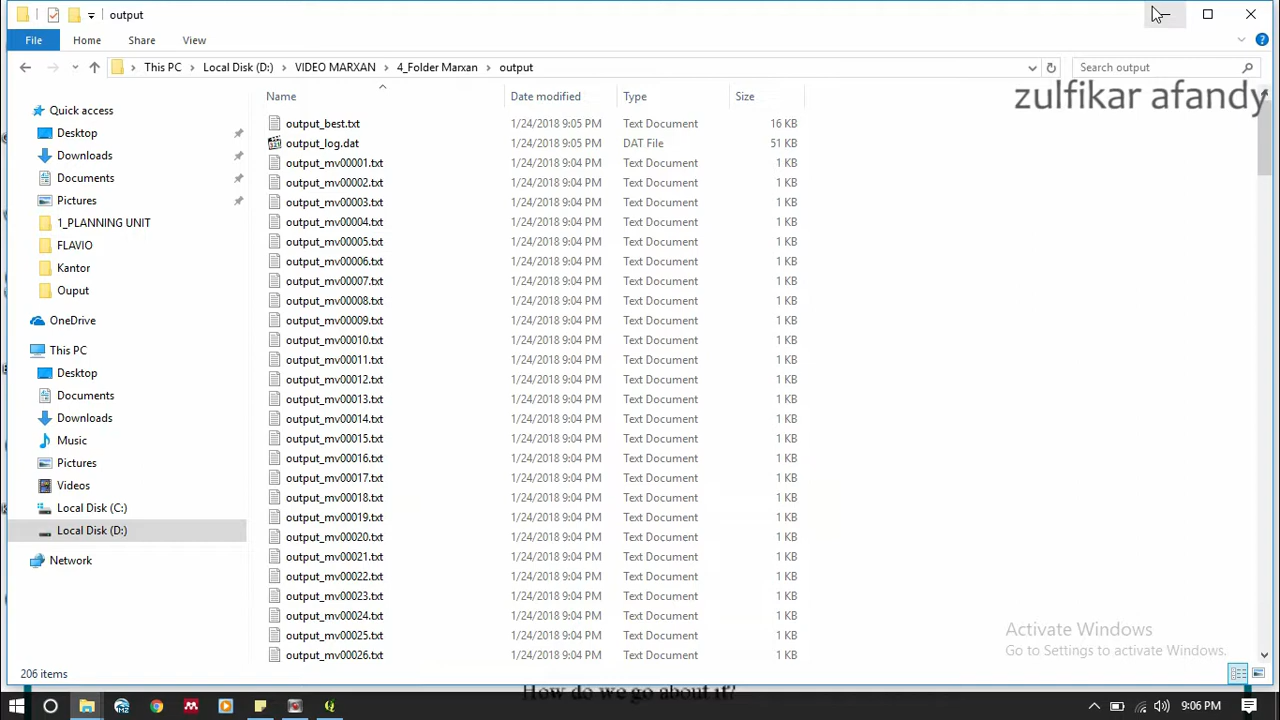 output
File Home Share View
This PC Local Disk (D:) VIDEO MARXAN 4_Folder Marxan output Search output
zulfikar afandy
Name Date modified Type Size
Quick access
Desktop
Downloads
Documents
Pictures
1_PLANNING UNIT
FLAVIO
Kantor
Ouput
OneDrive
This PC
Desktop
Documents
Downloads
Music
Pictures
Videos
Local Disk (C:)
Local Disk (D:)
Network
output_best.txt 1/24/2018 9:05 PM Text Document 16 KB
output_log.dat 1/24/2018 9:05 PM DAT File 51 KB
output_mv00001.txt 1/24/2018 9:04 PM Text Document 1 KB
output_mv00002.txt 1/24/2018 9:04 PM Text Document 1 KB
output_mv00003.txt 1/24/2018 9:04 PM Text Document 1 KB
output_mv00004.txt 1/24/2018 9:04 PM Text Document 1 KB
output_mv00005.txt 1/24/2018 9:04 PM Text Document 1 KB
output_mv00006.txt 1/24/2018 9:04 PM Text Document 1 KB
output_mv00007.txt 1/24/2018 9:04 PM Text Document 1 KB
output_mv00008.txt 1/24/2018 9:04 PM Text Document 1 KB
output_mv00009.txt 1/24/2018 9:04 PM Text Document 1 KB
output_mv00010.txt 1/24/2018 9:04 PM Text Document 1 KB
output_mv00011.txt 1/24/2018 9:04 PM Text Document 1 KB
output_mv00012.txt 1/24/2018 9:04 PM Text Document 1 KB
output_mv00013.txt 1/24/2018 9:04 PM Text Document 1 KB
output_mv00014.txt 1/24/2018 9:04 PM Text Document 1 KB
output_mv00015.txt 1/24/2018 9:04 PM Text Document 1 KB
output_mv00016.txt 1/24/2018 9:04 PM Text Document 1 KB
output_mv00017.txt 1/24/2018 9:04 PM Text Document 1 KB
output_mv00018.txt 1/24/2018 9:04 PM Text Document 1 KB
output_mv00019.txt 1/24/2018 9:04 PM Text Document 1 KB
output_mv00020.txt 1/24/2018 9:04 PM Text Document 1 KB
output_mv00021.txt 1/24/2018 9:04 PM Text Document 1 KB
output_mv00022.txt 1/24/2018 9:04 PM Text Document 1 KB
output_mv00023.txt 1/24/2018 9:04 PM Text Document 1 KB
output_mv00024.txt 1/24/2018 9:04 PM Text Document 1 KB
output_mv00025.txt 1/24/2018 9:04 PM Text Document 1 KB
output_mv00026.txt 1/24/2018 9:04 PM Text Document 1 KB
Activate Windows
Go to Settings to activate Windows.
206 items
How do we go about it?
9:06 PM